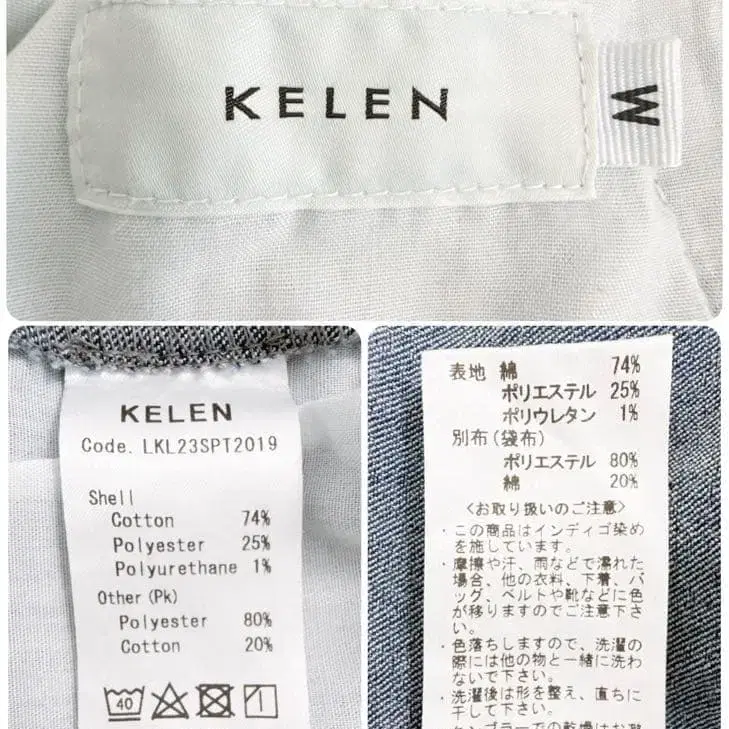 KELEN
M
KELEN
Code. LKL23SPT2019
Shell
Cotton 74%
Polyester 25%
Polyurethane 1%
Other (Pk)
Polyester 80%
Cotton 20%
40
表地 綿 74%
ポリエステル 25%
ポリウレタン 1%
別布(袋布)
ポリエステル 80%
綿 20%
<お取り扱いのご注意>
・この商品はインディゴ染め
を施しています。
・摩擦や汗、雨などで濡れた
場合、他の衣料、下着、バ
ッグ、ベルトや靴などに色
が移りますのでご注意下さ
い。
・色落ちしますので、洗濯の
際には他の物と一緒に洗わ
ないで下さい。
・洗濯後は形を整え、直ちに
干して下さい。